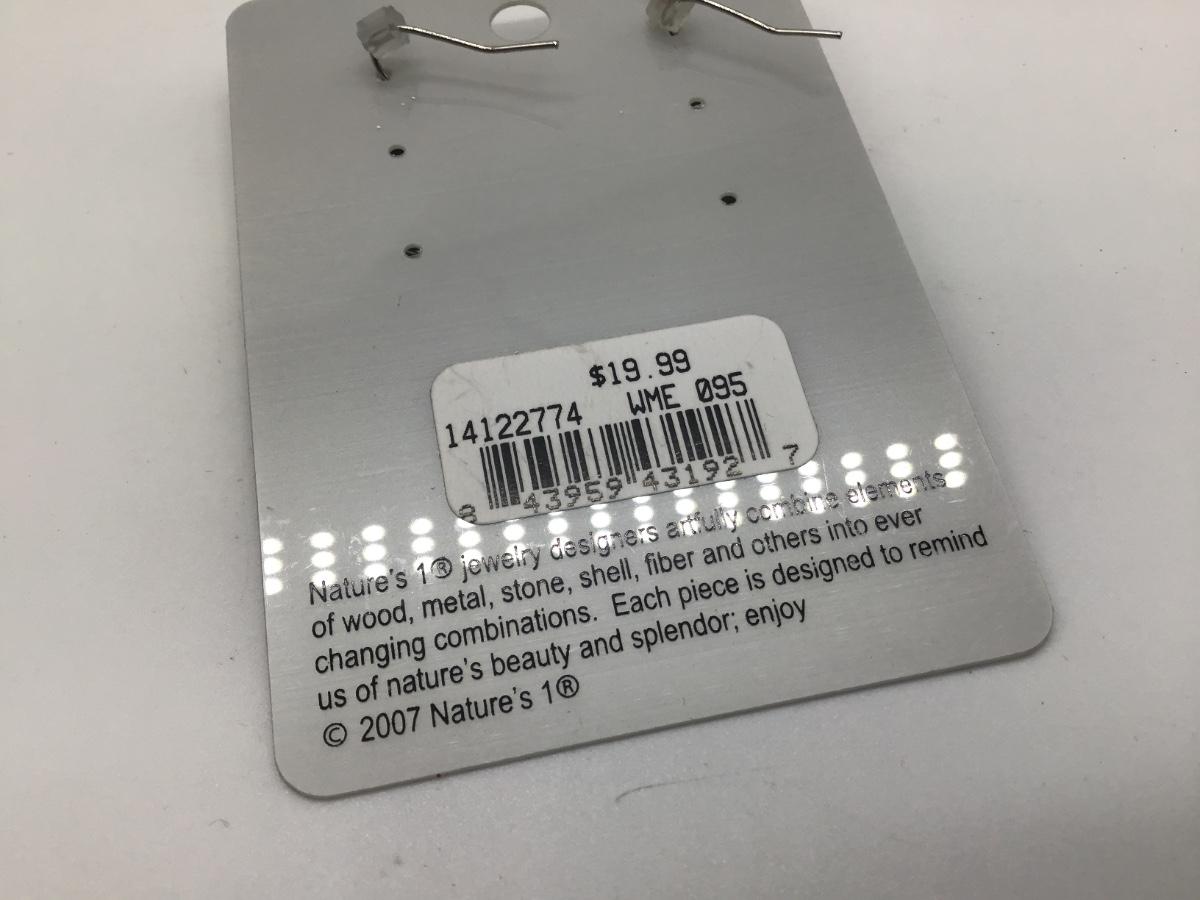 $19.99
14122774 WME 095
8 43959 43192 7
Nature's 1® jewelry designers artfully combine elements
of wood, metal, stone, shell, fiber and others into ever
changing combinations. Each piece is designed to remind
us of nature's beauty and splendor; enjoy
© 2007 Nature's 1®